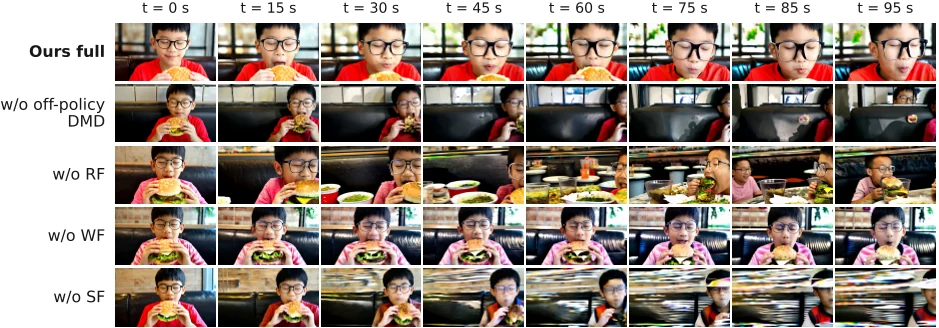 t = 0 s t = 15 s t = 30 s t = 45 s t = 60 s t = 75 s t = 85 s t = 95 s
Ours full
w/o off-policy
DMD
w/o RF
w/o WF
w/o SF